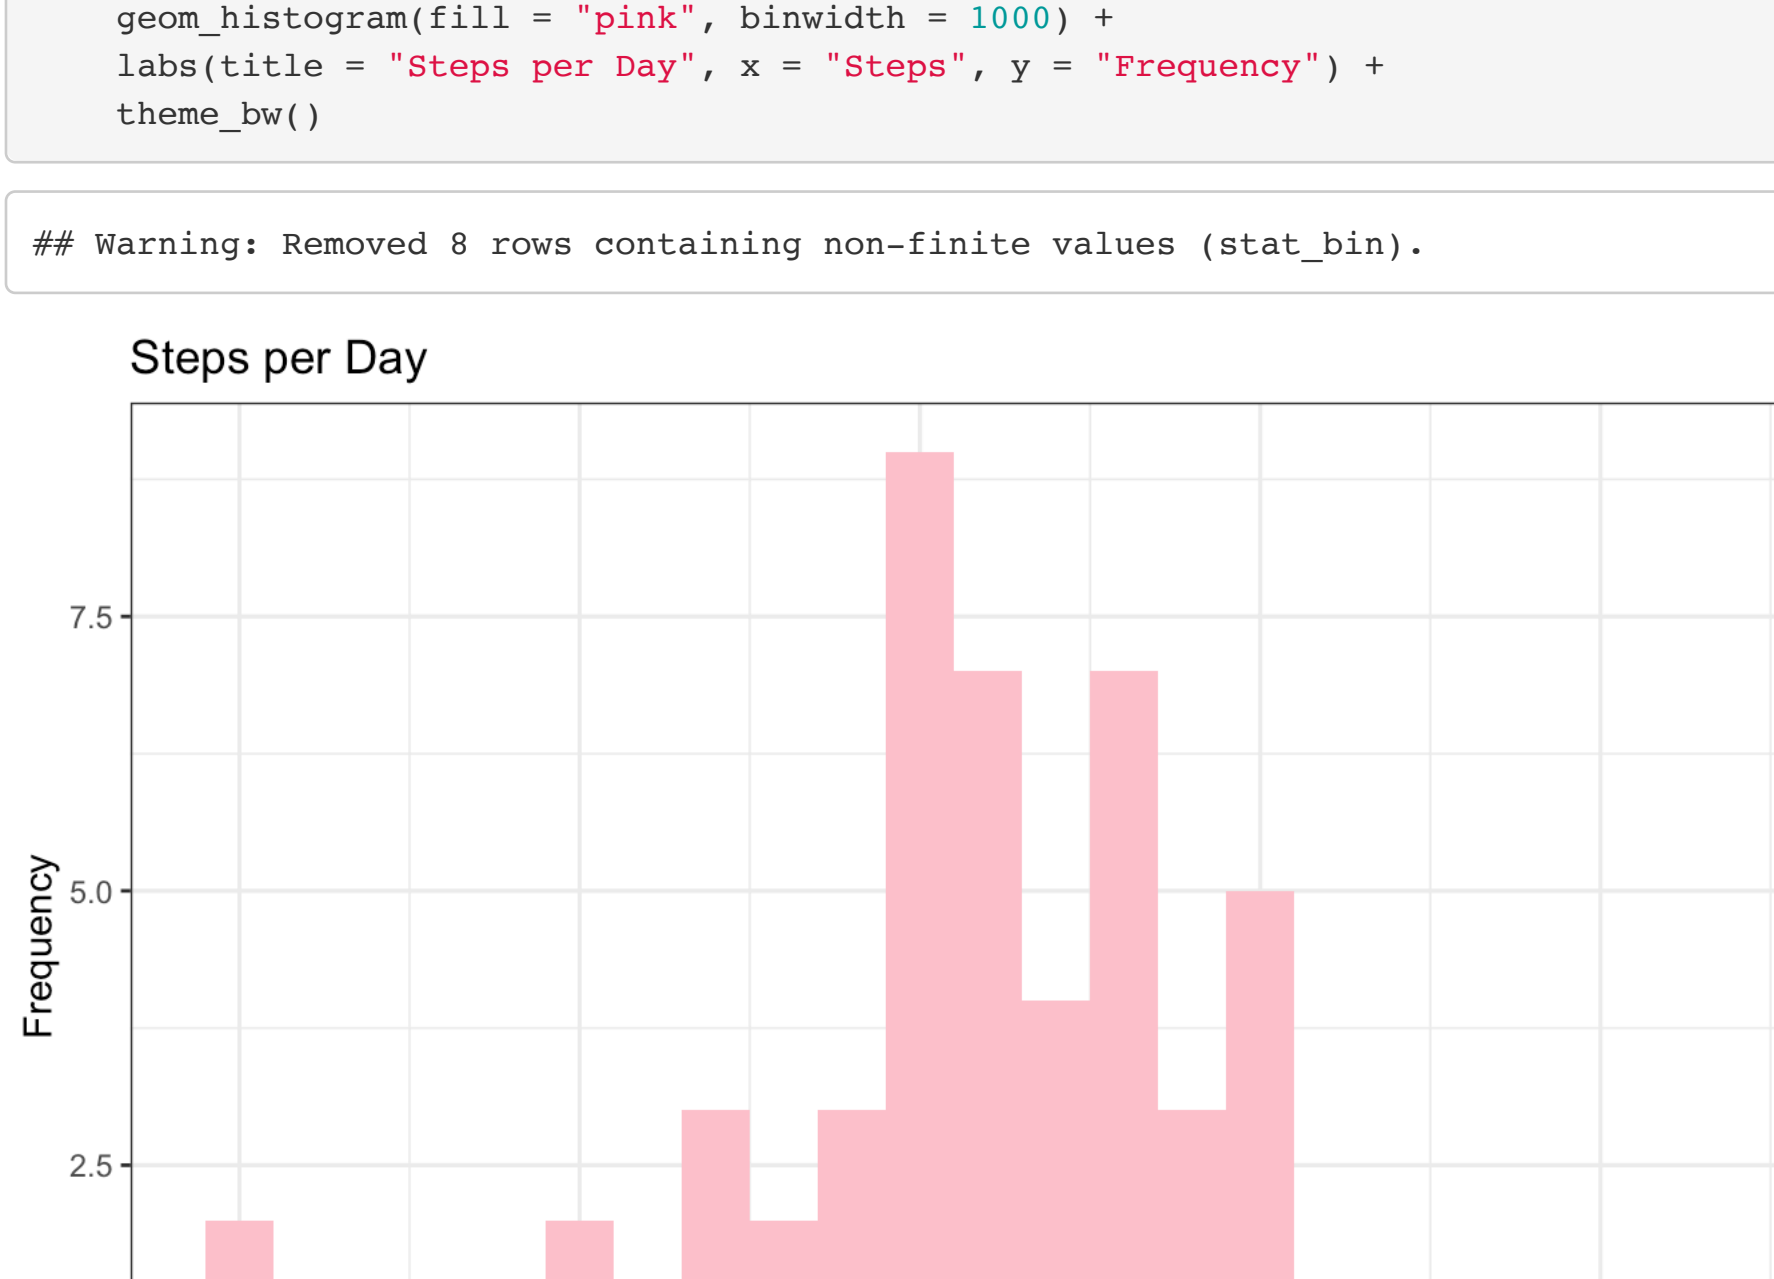 geom_histogram(fill = "pink", binwidth = 1000) +
labs(title = "Steps per Day", x = "Steps", y = "Frequency") +
theme_bw()
## Warning: Removed 8 rows containing non-finite values (stat_bin).
Steps per Day
7.5
5.0
Frequency
2.5